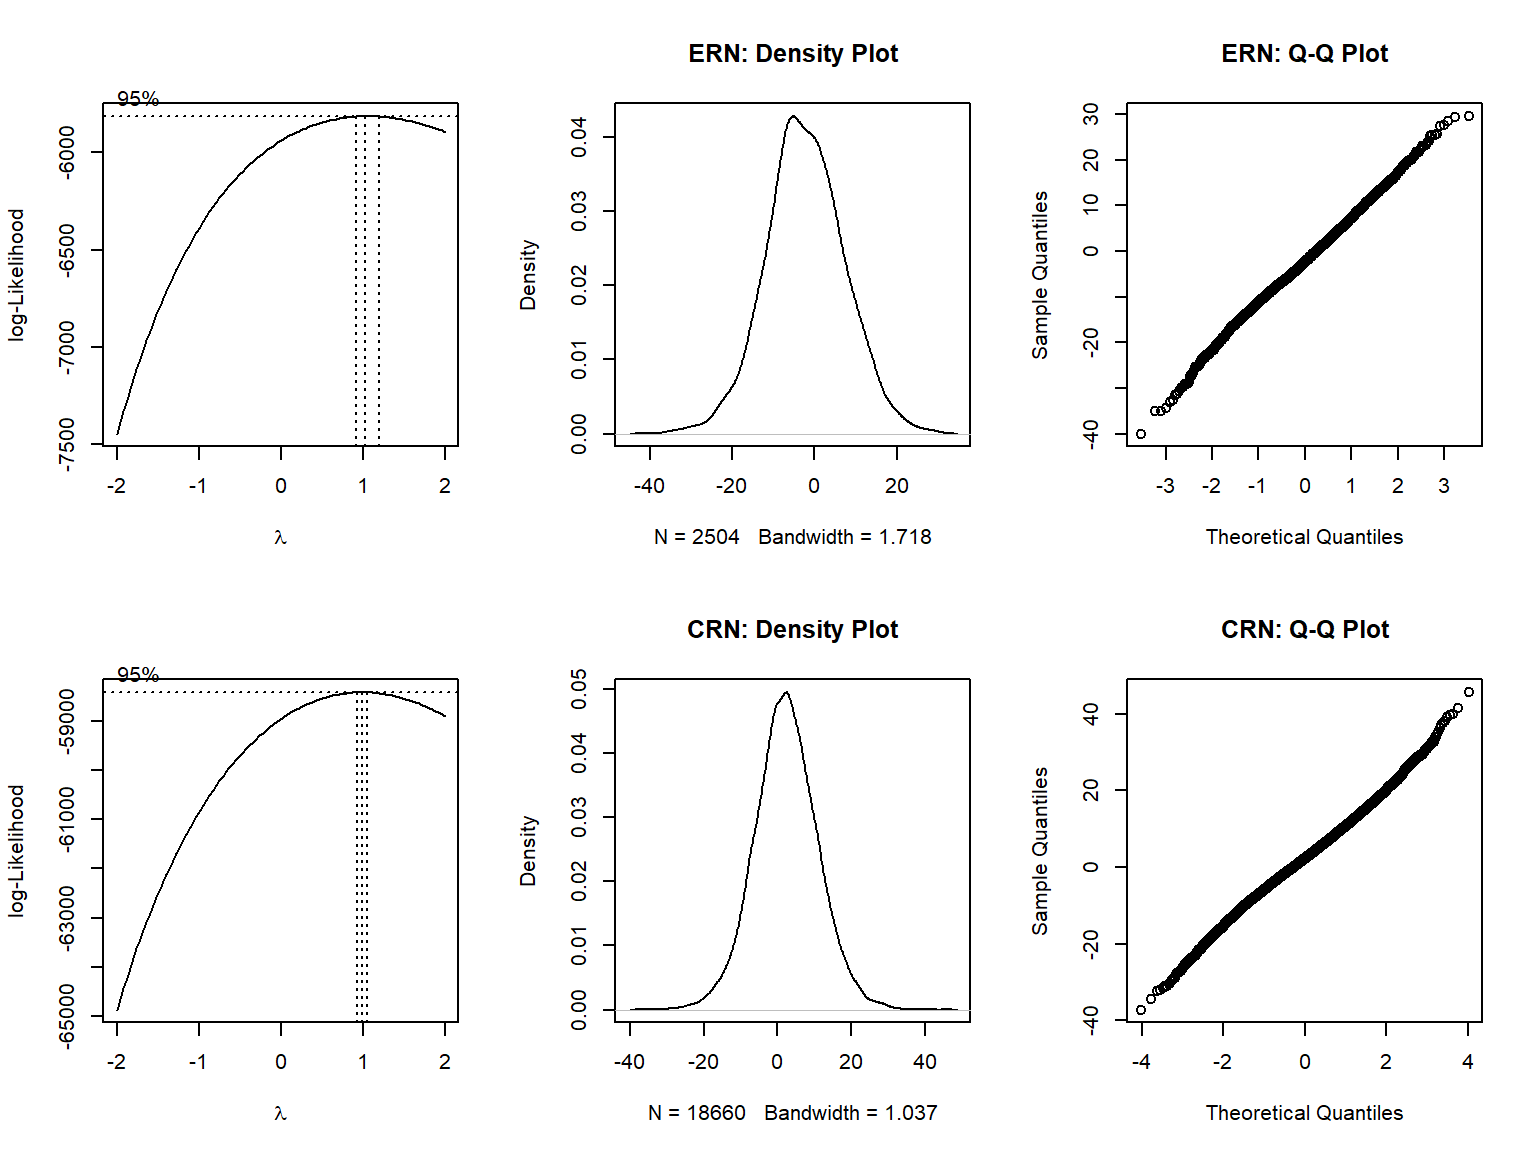 95%
log-Likelihood
-6000
-6500
-7000
-7500
-2 -1 0 1 2
λ
ERN: Density Plot
Density
0.04
0.03
0.02
0.01
0.00
-40 -20 0 20
N = 2504 Bandwidth = 1.718
ERN: Q-Q Plot
Sample Quantiles
30
20
10
0
-20
-40
-3 -2 -1 0 1 2 3
Theoretical Quantiles
95%
log-Likelihood
-59000
-61000
-63000
-65000
-2 -1 0 1 2
λ
CRN: Density Plot
Density
0.05
0.04
0.03
0.02
0.01
0.00
-40 -20 0 20 40
N = 18660 Bandwidth = 1.037
CRN: Q-Q Plot
Sample Quantiles
40
20
0
-20
-40
-4 -2 0 2 4
Theoretical Quantiles